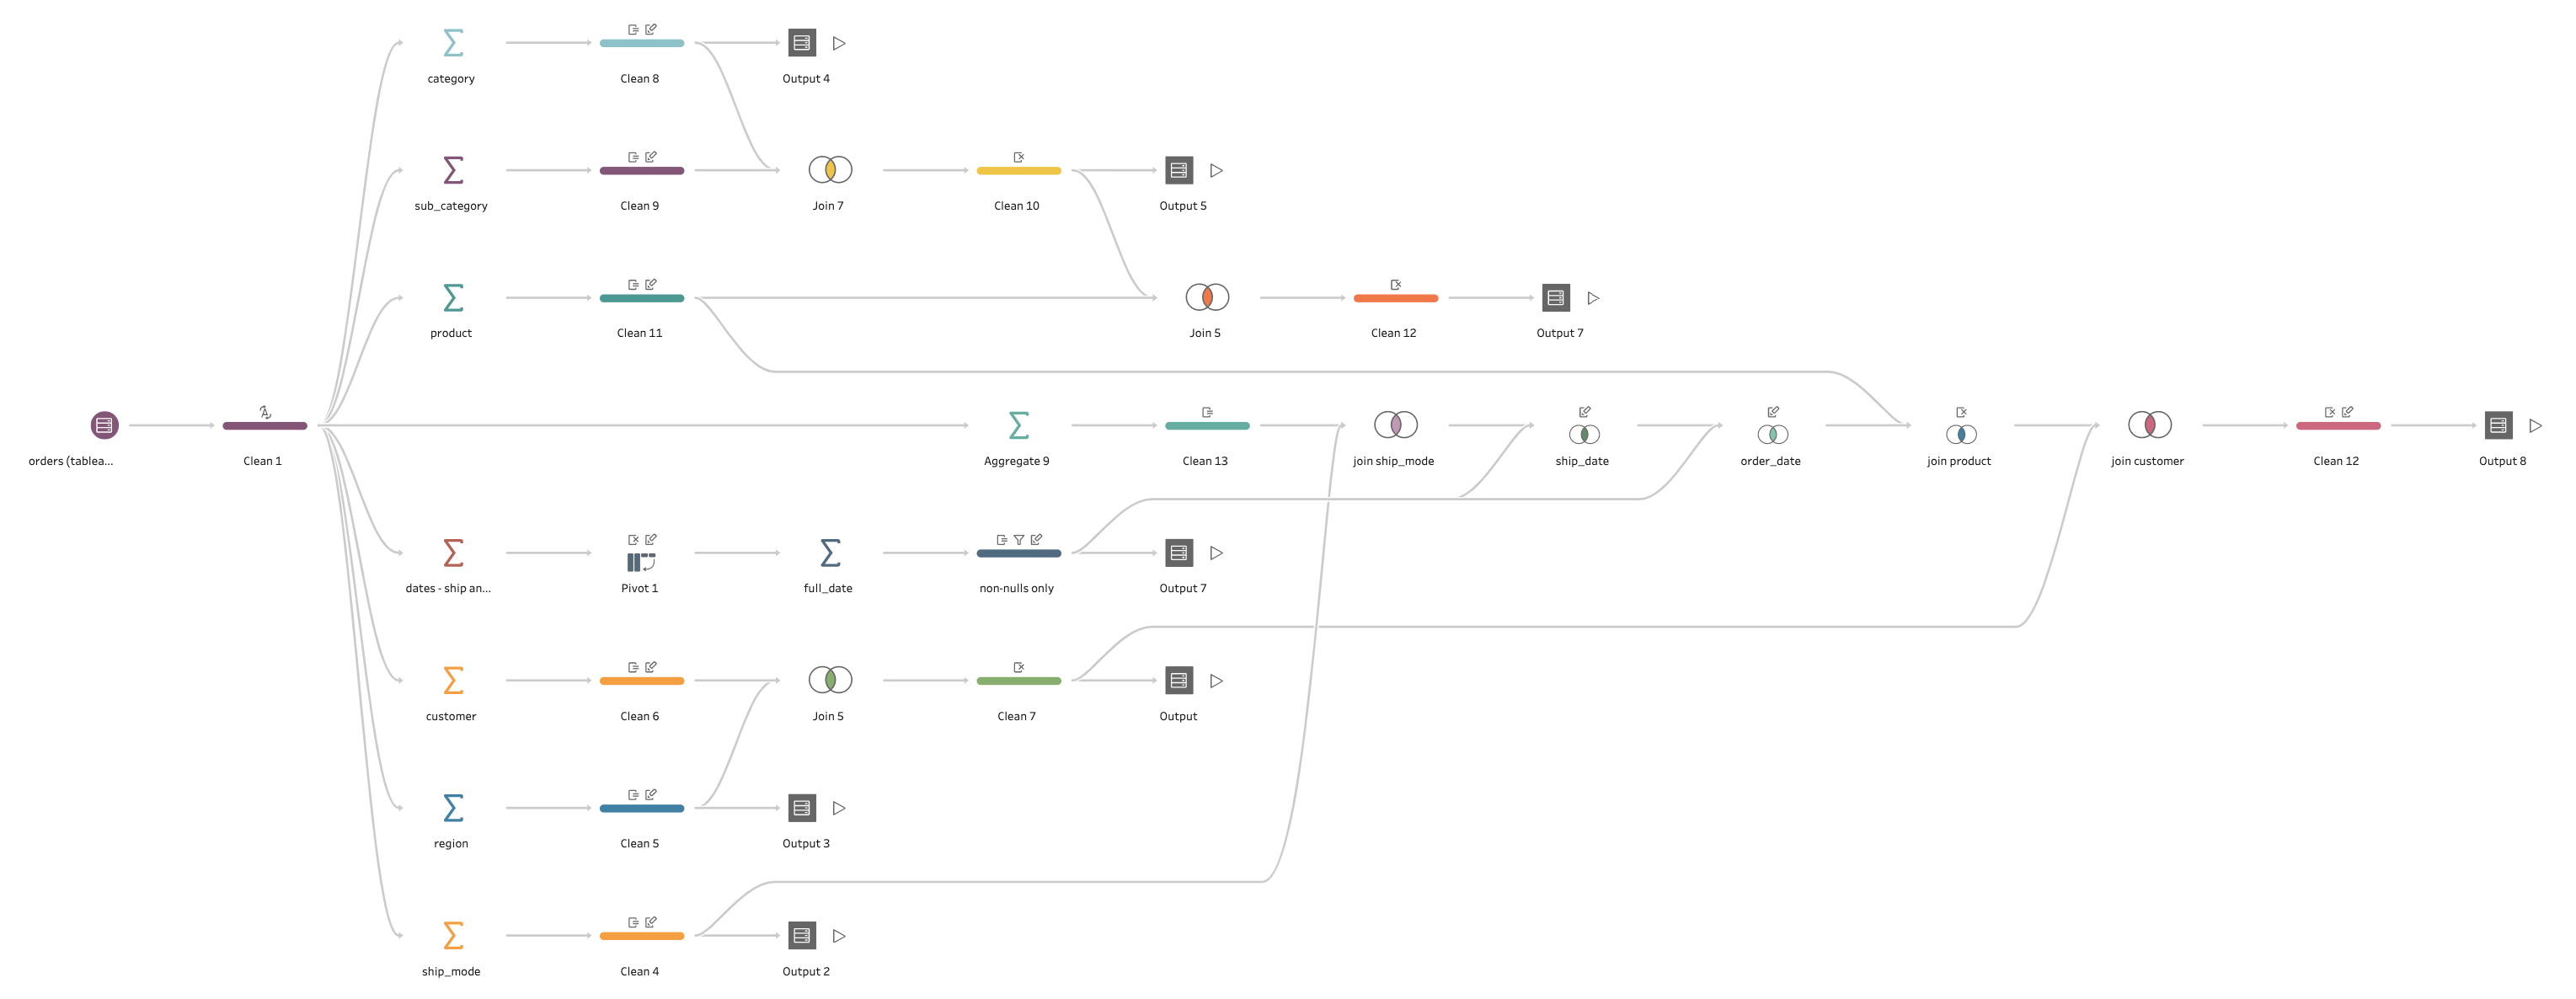 category
Clean 8
Output 4
sub_category
Clean 9
Join 7
Clean 10
Output 5
product
Clean 11
Join 5
Clean 12
Output 7
orders (tablea...
Clean 1
Aggregate 9
Clean 13
join ship_mode
ship_date
order_date
join product
join customer
Clean 12
Output 8
dates - ship an...
Pivot 1
full_date
non-nulls only
Output 7
customer
Clean 6
Join 5
Clean 7
Output
region
Clean 5
Output 3
ship_mode
Clean 4
Output 2